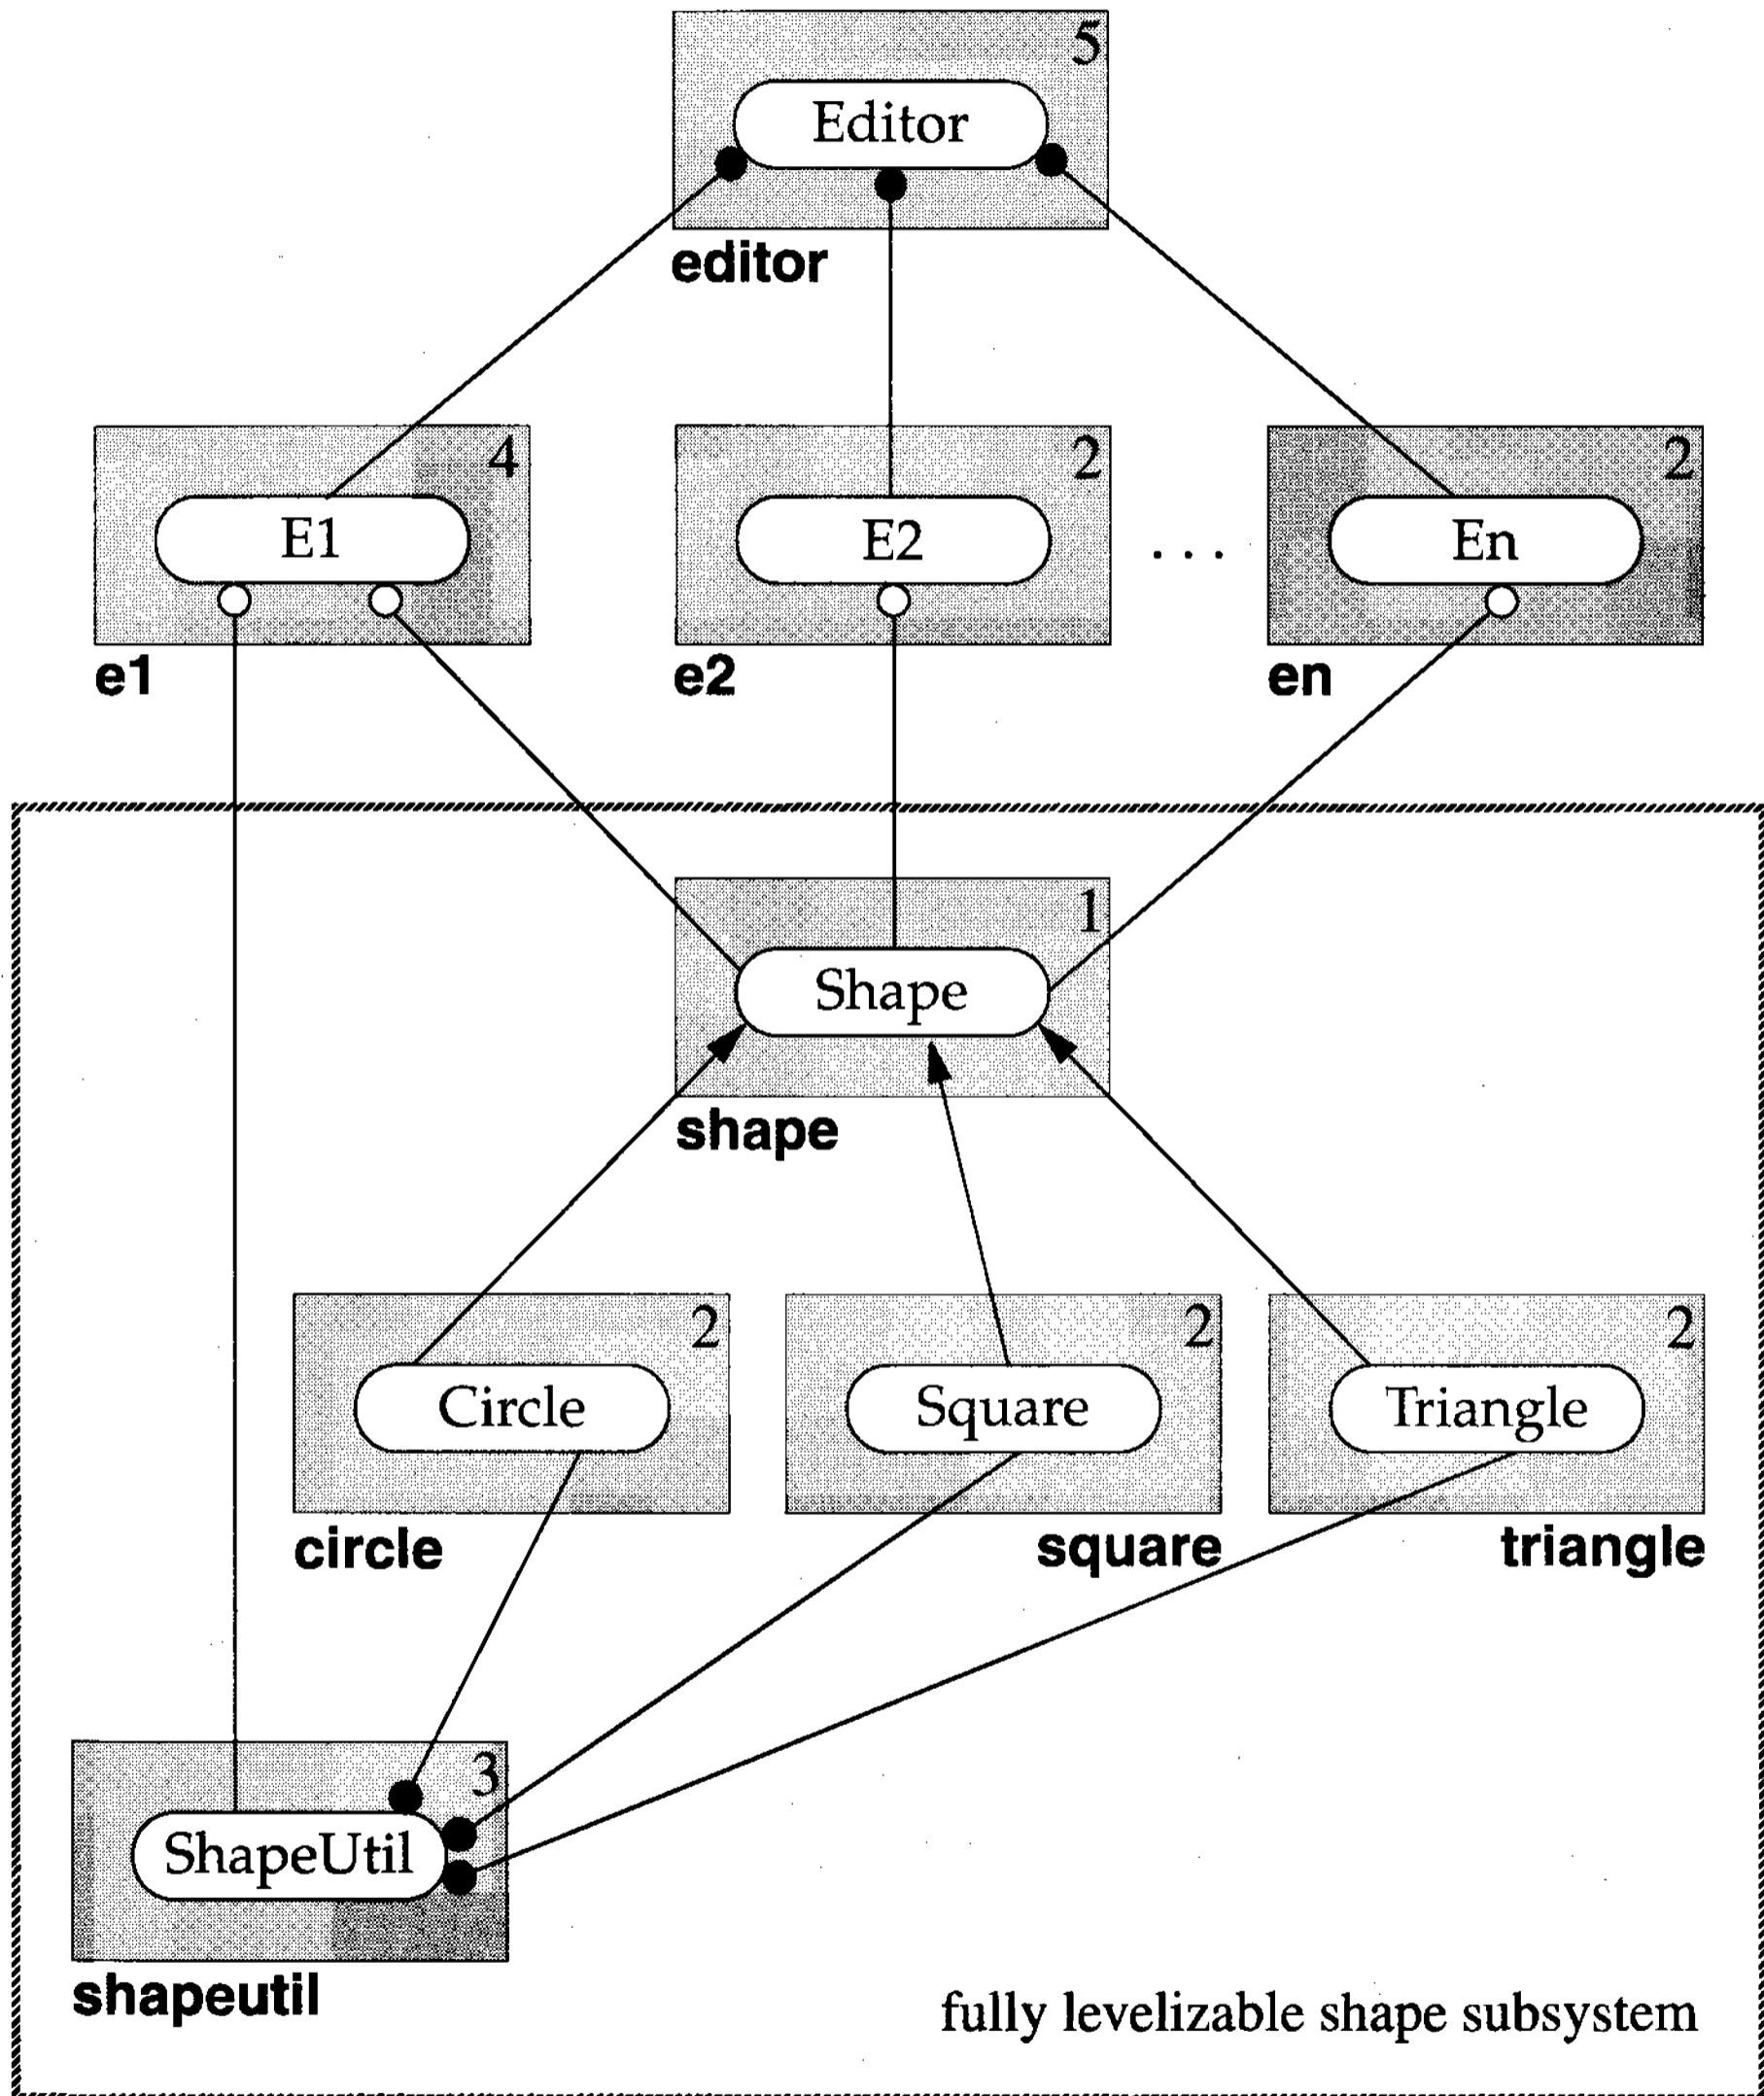 5
Editor
editor
4
2
2
E1
E2
...
En
e1
e2
en
1
Shape
shape
2
2
2
Circle
Square
Triangle
circle
square
triangle
3
ShapeUtil
shapeutil
fully levelizable shape subsystem